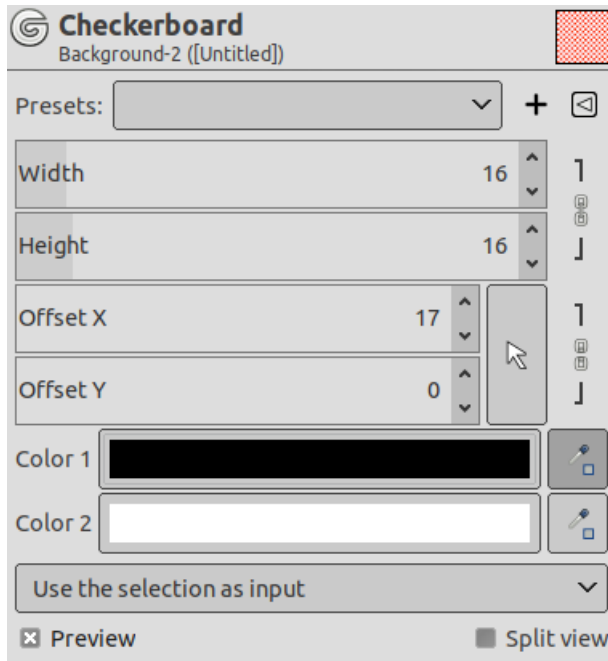 Checkerboard
Background-2 ([Untitled])
Presets:
Width 16
Height 16
Offset X 17
Offset Y 0
Color 1
Color 2
Use the selection as input
Preview Split view